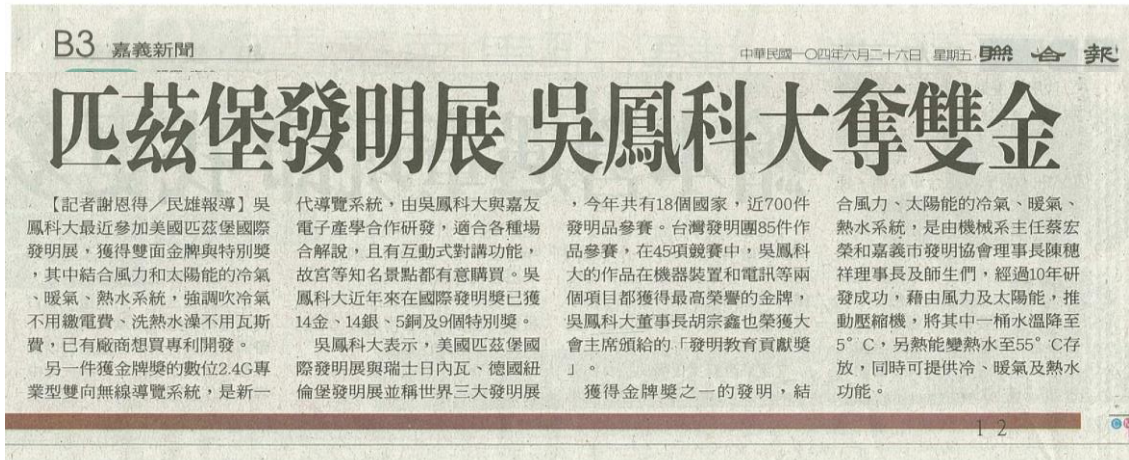 B3 嘉義新聞
中華民國一〇四年六月二十六日 星期五 聯合報
匹茲堡發明展 吳鳳科大奪雙金
【記者謝恩得／民雄報導】吳
鳳科大最近參加美國匹茲堡國際
發明展，獲得雙面金牌與特別獎
，其中結合風力和太陽能的冷氣
、暖氣、熱水系統，強調吹冷氣
不用繳電費、洗熱水澡不用瓦斯
費，已有廠商想買專利開發。
另一件獲金牌獎的數位2.4G專
業型雙向無線導覽系統，是新一
代導覽系統，由吳鳳科大與嘉友
電子產學合作研發，適合各種場
合解說，且有互動式對講功能，
故宮等知名景點都有意購買。吳
鳳科大近年來在國際發明獎已獲
14金、14銀、5銅及9個特別獎。
吳鳳科大表示，美國匹茲堡國
際發明展與瑞士日內瓦、德國紐
倫堡發明展並稱世界三大發明展
，今年共有18個國家，近700件
發明品參賽。台灣發明團85件作
品參賽，在45項競賽中，吳鳳科
大的作品在機器裝置和電訊等兩
個項目都獲得最高榮譽的金牌，
吳鳳科大董事長胡宗鑫也榮獲大
會主席頒給的「發明教育貢獻獎
」。
獲得金牌獎之一的發明，結
合風力、太陽能的冷氣、暖氣、
熱水系統，是由機械系主任蔡宏
榮和嘉義市發明協會理事長陳穗
祥理事長及師生們，經過10年研
發成功，藉由風力及太陽能，推
動壓縮機，將其中一桶水溫降至
5°C，另熱能變熱水至55°C存
放，同時可提供冷、暖氣及熱水
功能。
12